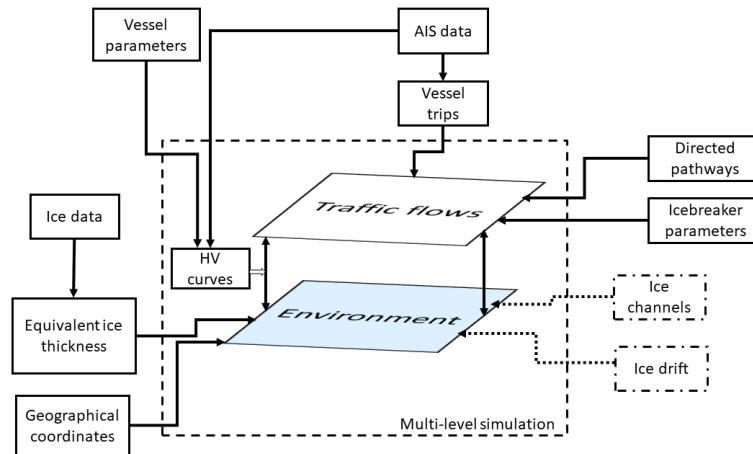 Vessel
parameters
AIS data
Vessel
trips
Directed
pathways
Traffic flows
Ice data
Icebreaker
parameters
HV
curves
Ice
channels
Equivalent ice
thickness
Environment
Ice drift
Geographical
coordinates
Multi-level simulation